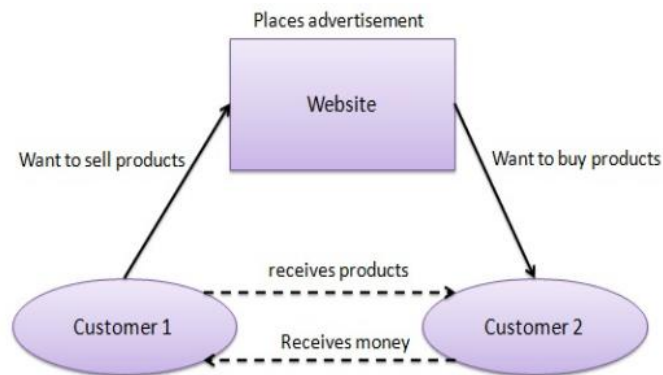 Places advertisement
Website
Want to sell products
Want to buy products
receives products
Customer 1
Customer 2
Receives money